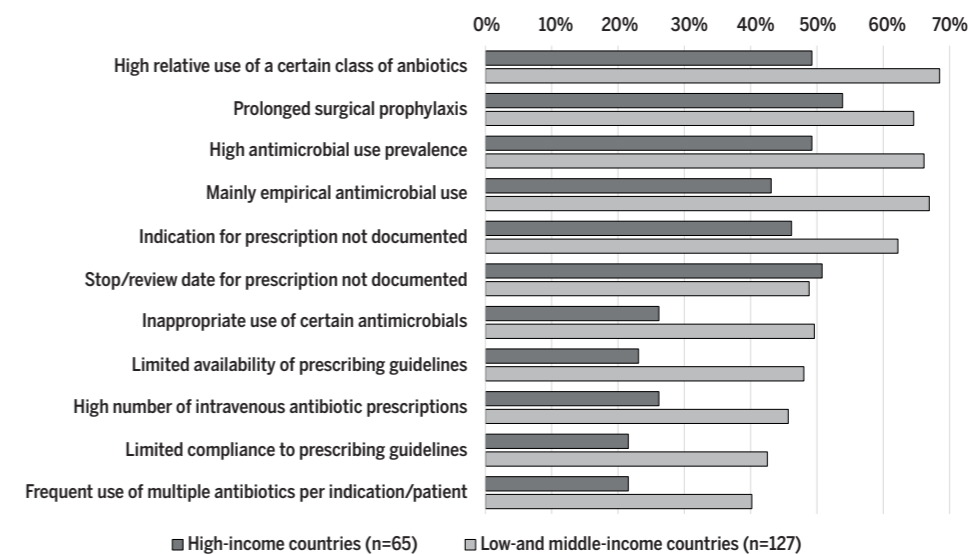 0% 10% 20% 30% 40% 50% 60% 70%
High relative use of a certain class of anbiotics
Prolonged surgical prophylaxis
High antimicrobial use prevalence
Mainly empirical antimicrobial use
Indication for prescription not documented
Stop/review date for prescription not documented
Inappropriate use of certain antimicrobials
Limited availability of prescribing guidelines
High number of intravenous antibiotic prescriptions
Limited compliance to prescribing guidelines
Frequent use of multiple antibiotics per indication/patient
High-income countries (n=65) Low-and middle-income countries (n=127)